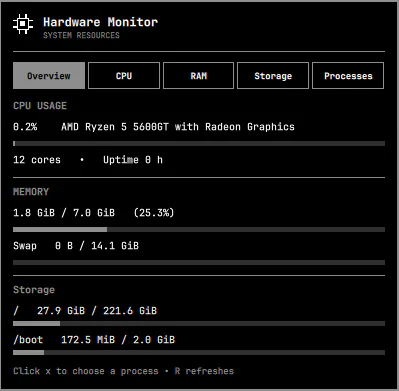 Hardware Monitor
SYSTEM RESOURCES
Overview CPU RAM Storage Processes
CPU USAGE
0.2% AMD Ryzen 5 5600GT with Radeon Graphics
12 cores • Uptime 0 h
MEMORY
1.8 GiB / 7.0 GiB (25.3%)
Swap 0 B / 14.1 GiB
Storage
/ 27.9 GiB / 221.6 GiB
/boot 172.5 MiB / 2.0 GiB
Click x to choose a process • R refreshes